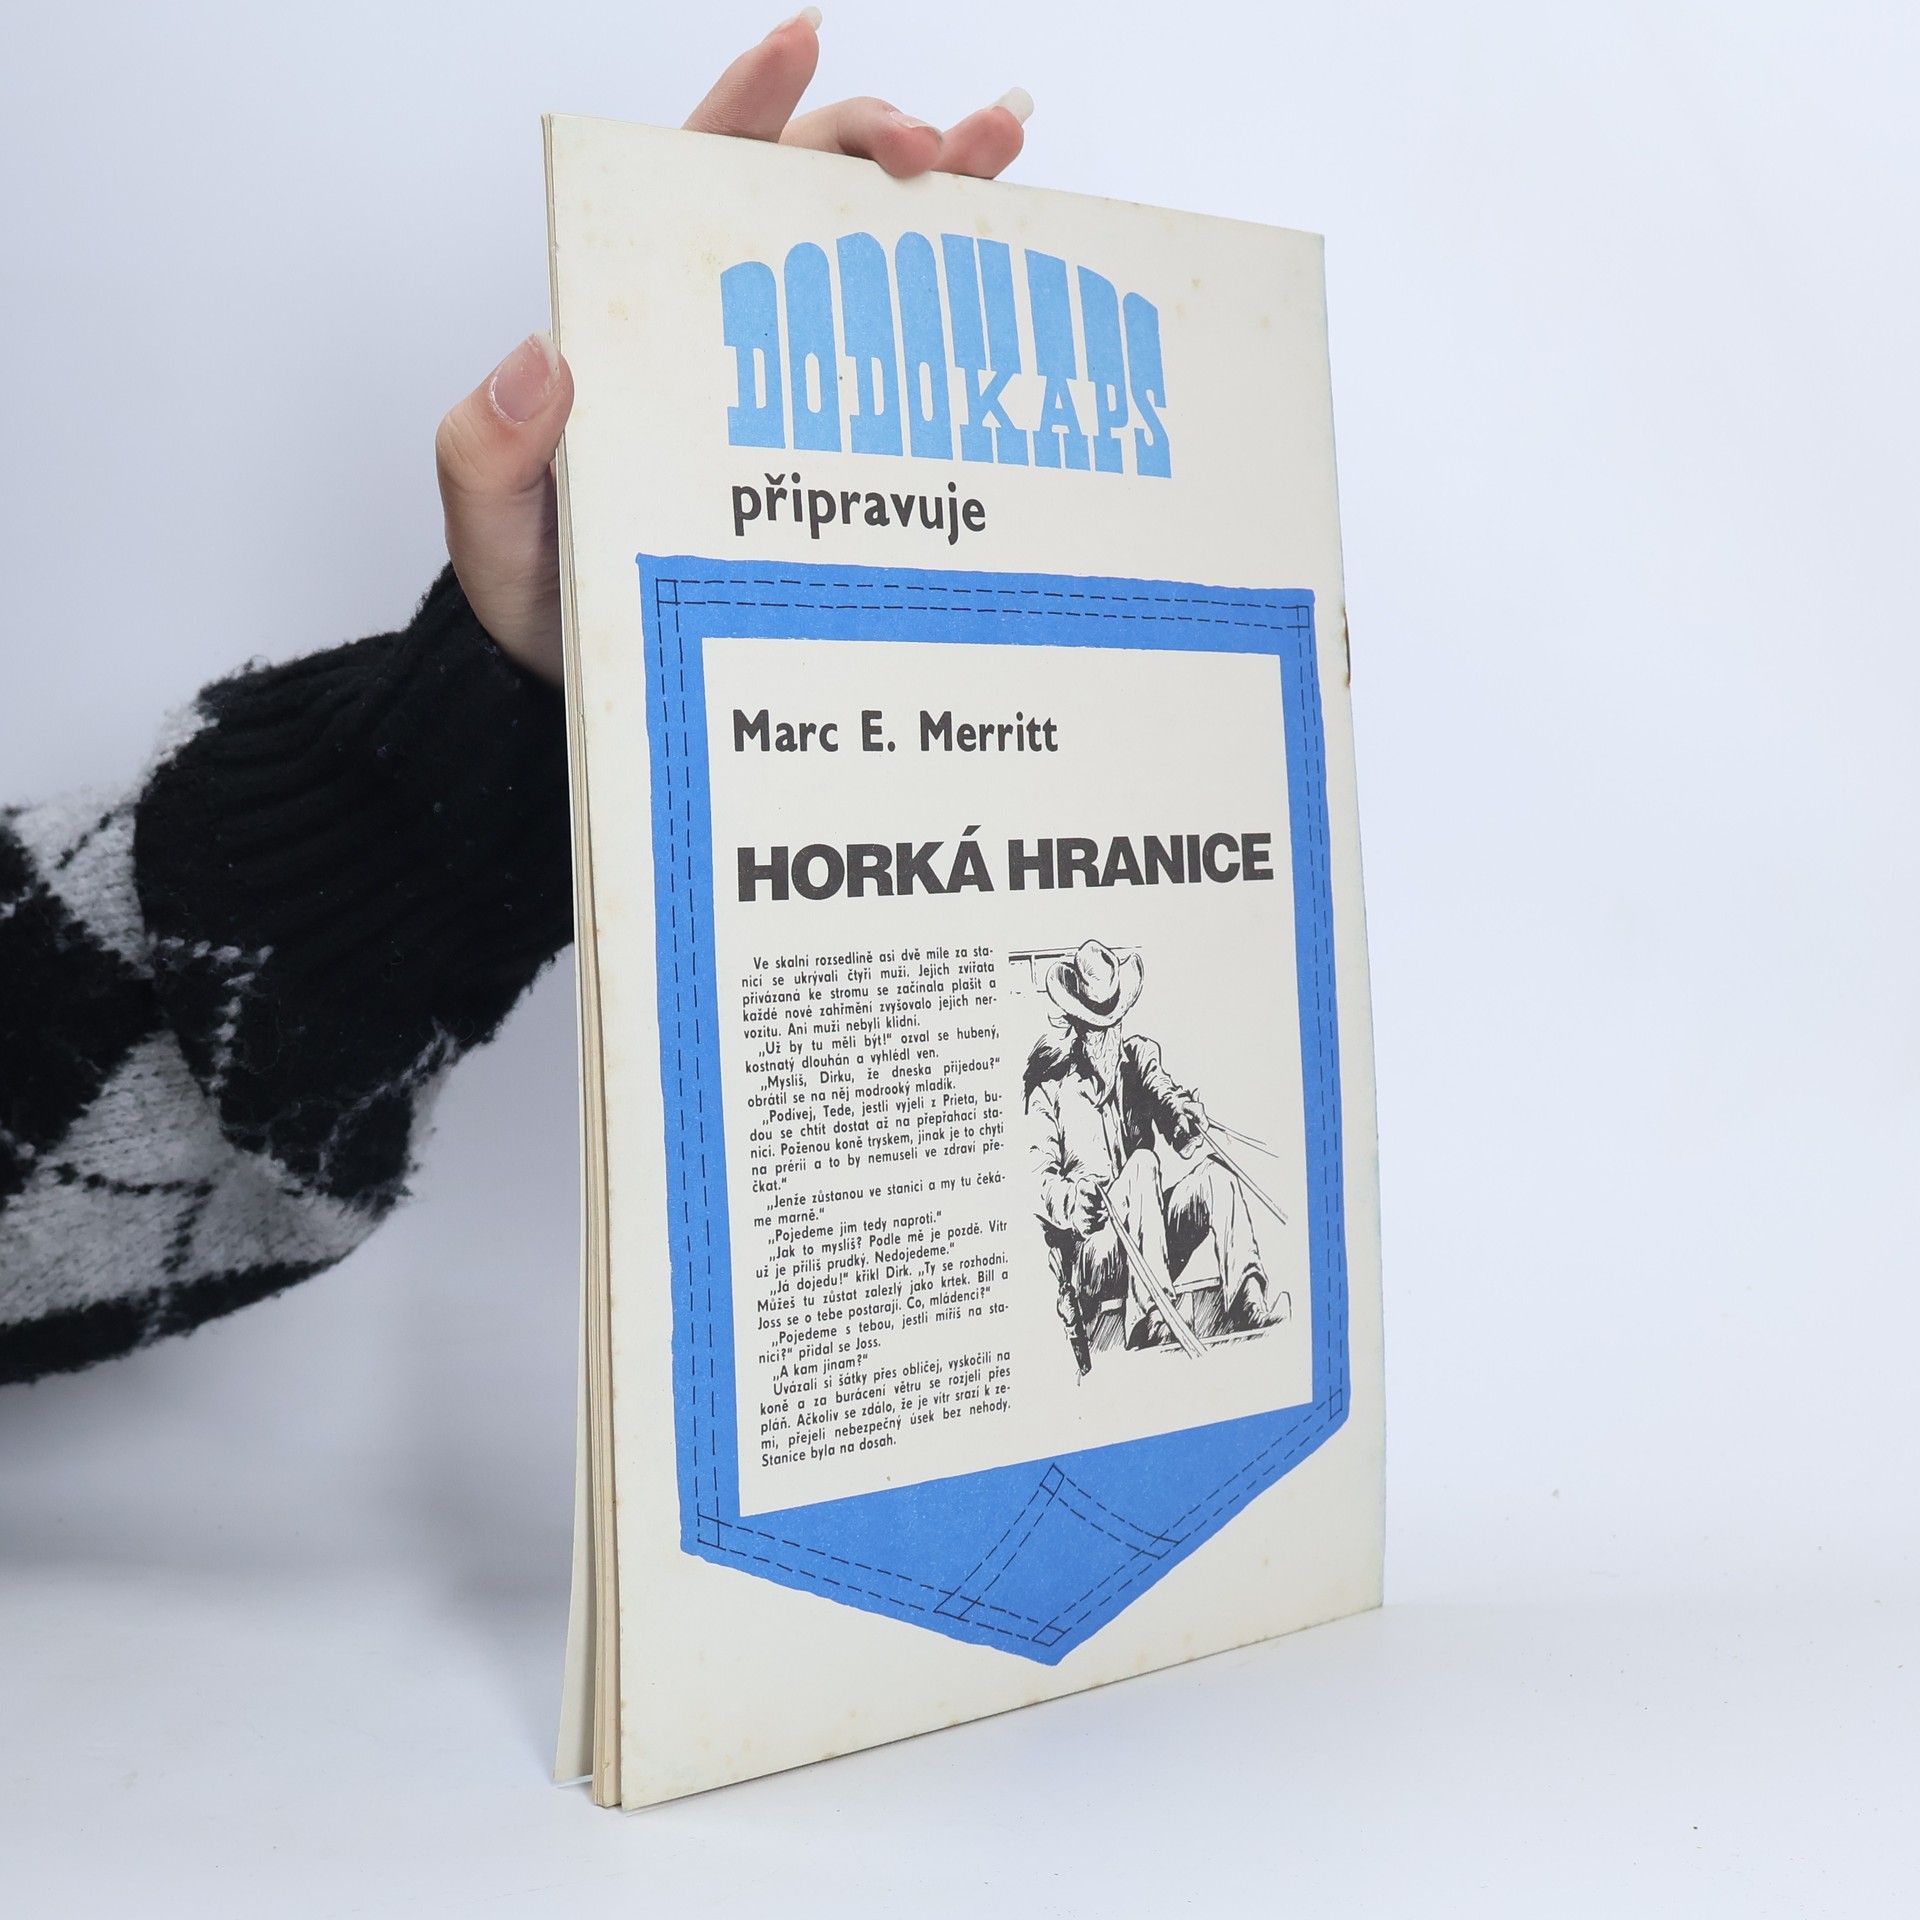 DODOKAPS
připravuje
Marc E. Merritt
HORKÁ HRANICE
Ve skalní rozsedlině asi dvě míle za sta-
nicí se ukrývali čtyři muži. Jejich zvířata
přivázaná ke stromu se začínala plašit a
každé nové zahřmění zvyšovalo jejich ner-
vozitu. Ani muži nebyli klidní.
„Už by tu měli být!“ ozval se hubený,
kostnatý dlouhán a vyhlédl ven.
„Myslíš, Dirku, že dneska přijedou?“
obrátil se na něj modrooký mladík.
„Podívej, Tede, jestli vyjeli z Prieta, bu-
dou se chtít dostat až na přepřahací sta-
nici. Poženou koně tryskem, jinak je to chytí
na prérii a to by nemuseli ve zdraví pře-
čkat.“
„Jenže zůstanou ve stanici a my tu čeká-
me marně.“
„Pojedeme jim tedy naproti.“
„Jak to myslíš? Podle mě je pozdě. Vítr
už je příliš prudký. Nedojedeme.“
„Já dojedu!“ křikl Dirk. „Ty se rozhodni.
Můžeš tu zůstat zalezlý jako krtek. Bill a
Joss se o tebe postarají. Co, mládenci?“
„Pojedeme s tebou, jestli míříš na sta-
nici?“ přidal se Joss.
„A kam jinam?“
Uvázali si šátky přes obličej, vyskočili na
koně a za burácení větru se rozjeli přes
pláň. Ačkoliv se zdálo, že je vítr srazí k ze-
mi, přejeli nebezpečný úsek bez nehody.
Stanice byla na dosah.